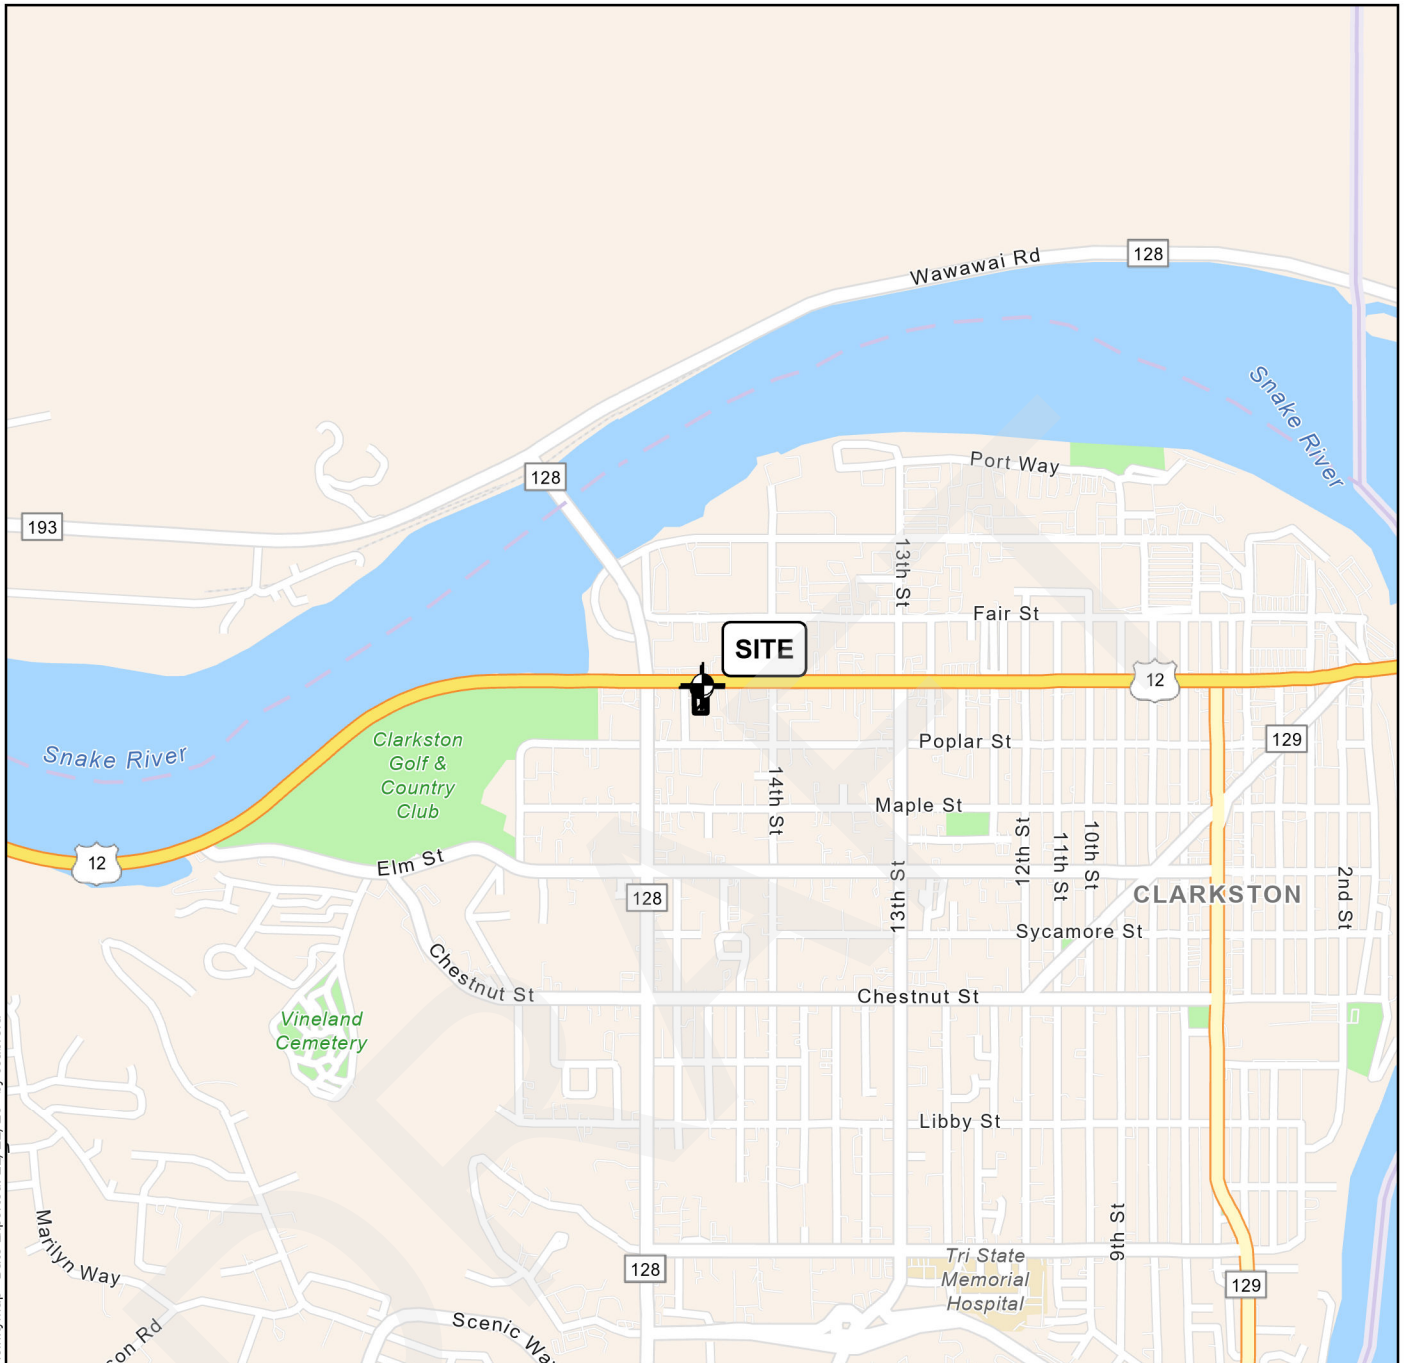 Wawawai Rd
128
Snake River
Port Way
128
193
13th St
Fair St
SITE
12
Snake River
Clarkston
Golf &
Country
Club
Poplar St
129
14th St
Maple St
12
Elm St
12th St
11th St
10th St
128
13th St
CLARKSTON
2nd St
Sycamore St
Chestnut St
Chestnut St
Vineland
Cemetery
Libby St
9th St
Marilyn Way
128
Tri State
Memorial
Hospital
129
Scenic Wa
son Rd
DRAFT